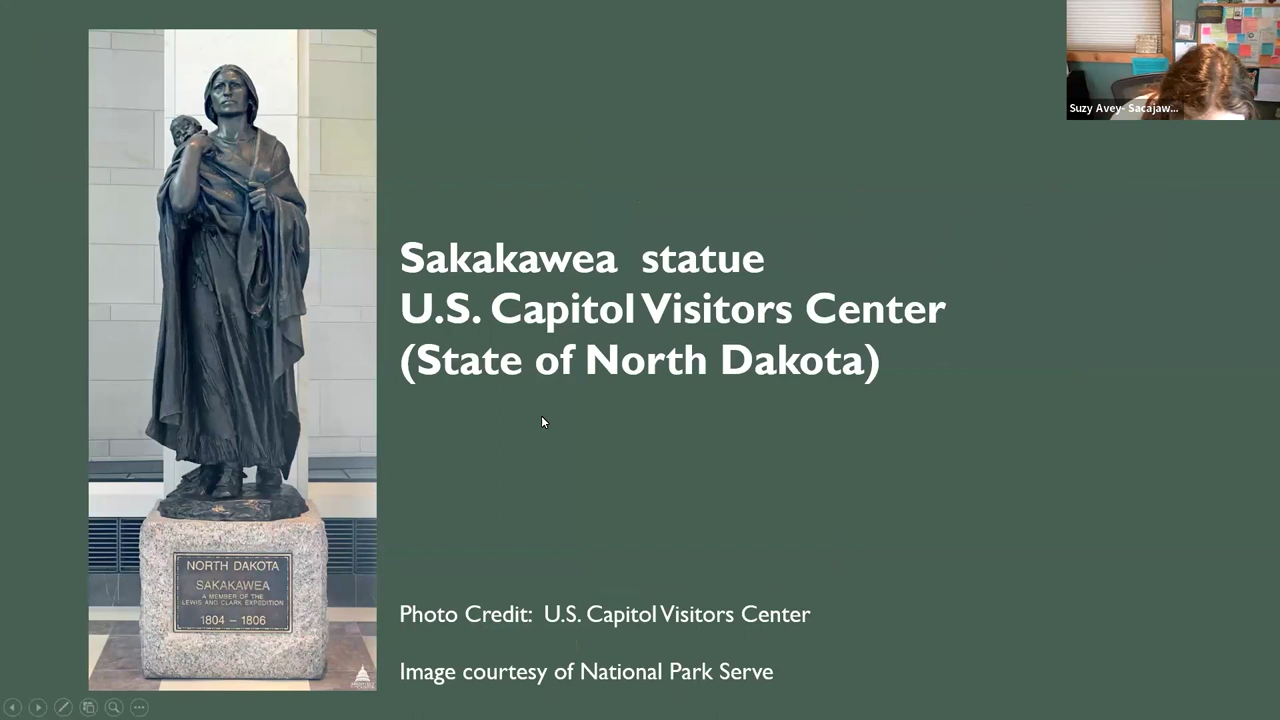 Suzy Avey- Sacajaw...
Sakakawea statue
U.S. Capitol Visitors Center
(State of North Dakota)
NORTH DAKOTA
SAKAKAWEA
A MEMBER OF THE
LEWIS AND CLARK EXPEDITION
1804 – 1806
Photo Credit: U.S. Capitol Visitors Center
Image courtesy of National Park Serve